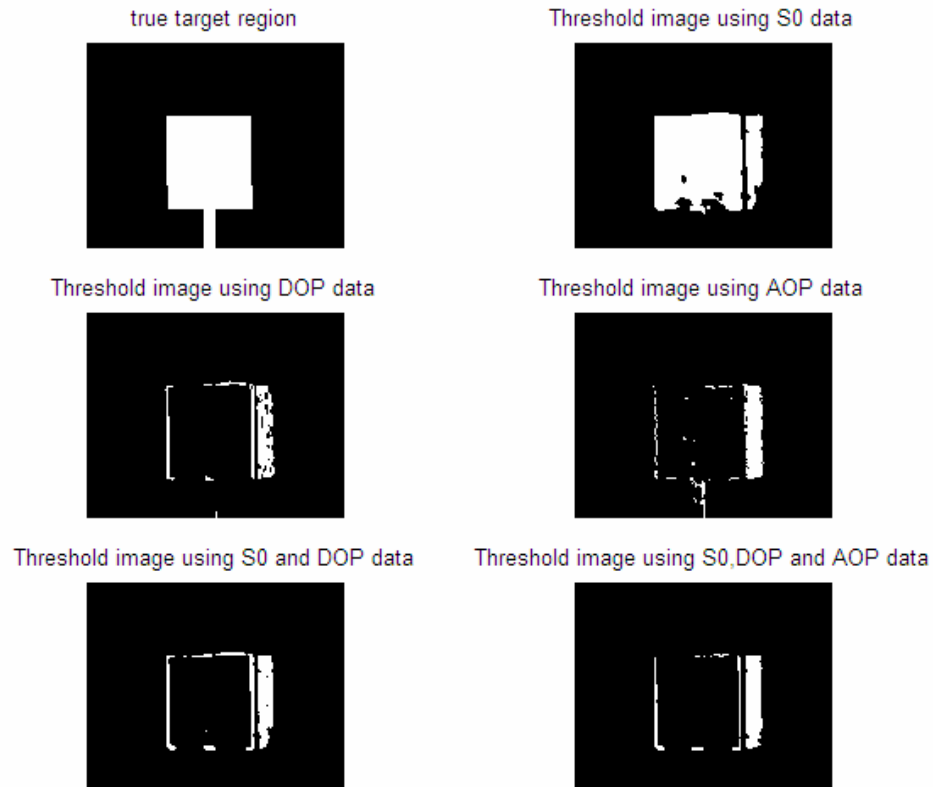 true target region
Threshold image using S0 data
Threshold image using DOP data
Threshold image using AOP data
Threshold image using S0 and DOP data
Threshold image using S0,DOP and AOP data